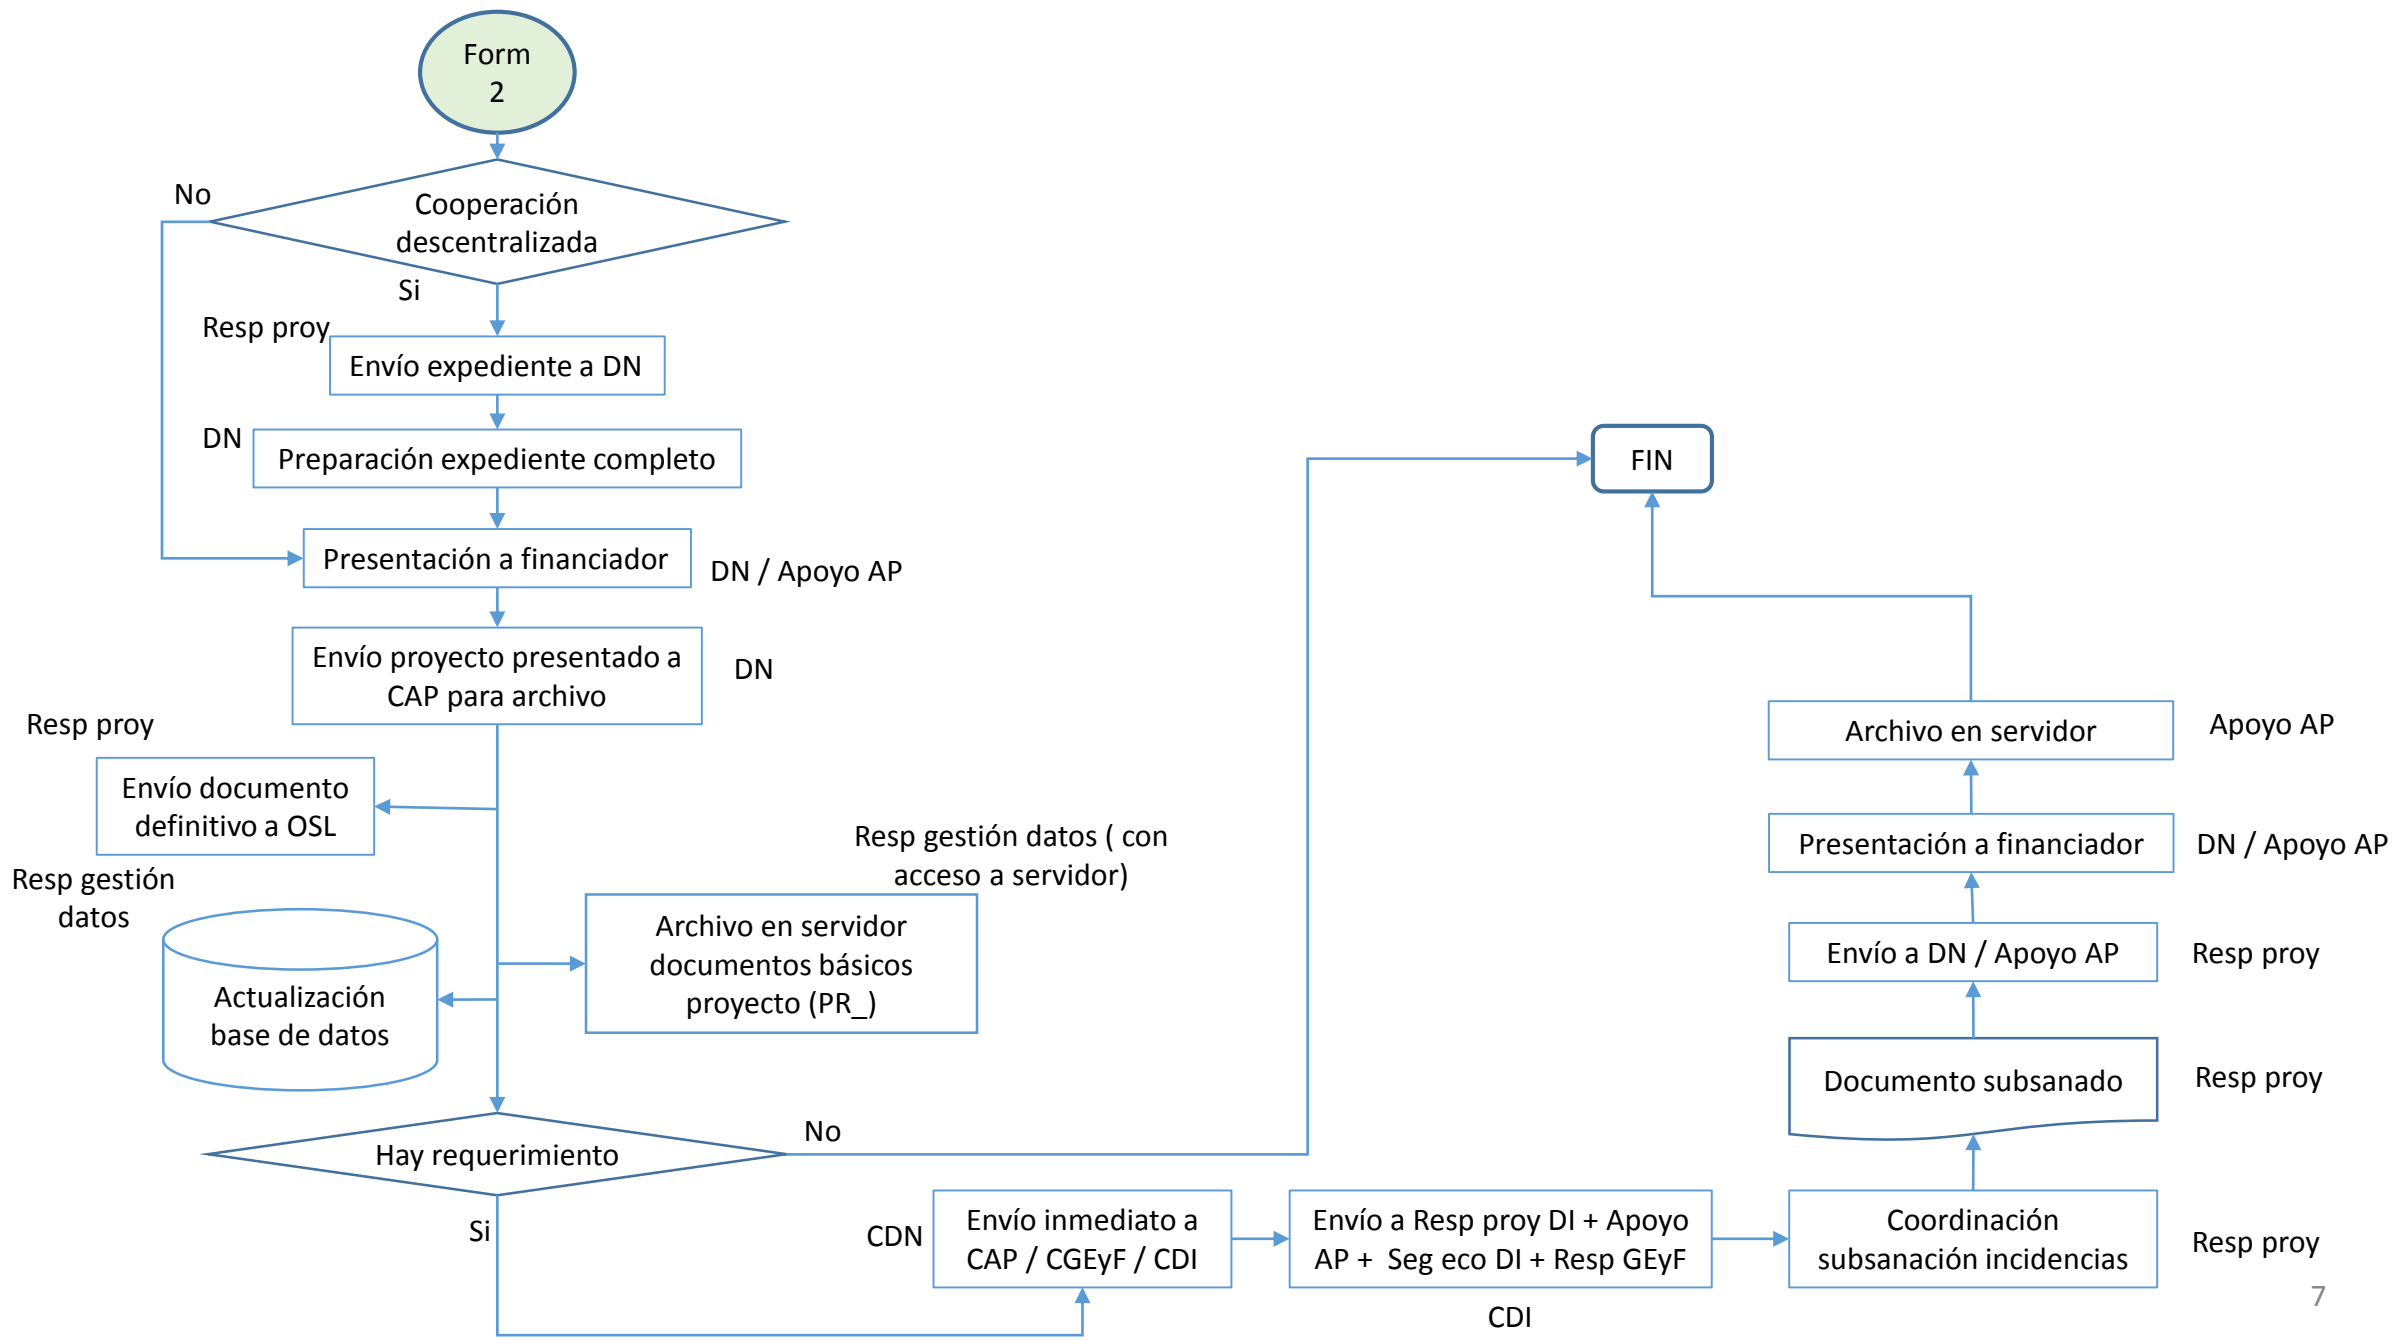 Form
2
No
Cooperación
descentralizada
Si
Resp proy
Envío expediente a DN
DN
Preparación expediente completo
Presentación a financiador
DN / Apoyo AP
Envío proyecto presentado a
CAP para archivo
DN
Resp proy
Envío documento
definitivo a OSL
Resp gestión
datos
Actualización
base de datos
Resp gestión datos ( con
acceso a servidor)
Archivo en servidor
documentos básicos
proyecto (PR_)
Hay requerimiento
No
Si
CDN
Envío inmediato a
CAP / CGEyF / CDI
Envío a Resp proy DI + Apoyo
AP + Seg eco DI + Resp GEyF
CDI
Coordinación
subsanación incidencias
Resp proy
Documento subsanado
Resp proy
Envío a DN / Apoyo AP
Resp proy
Presentación a financiador
DN / Apoyo AP
Archivo en servidor
Apoyo AP
FIN
7